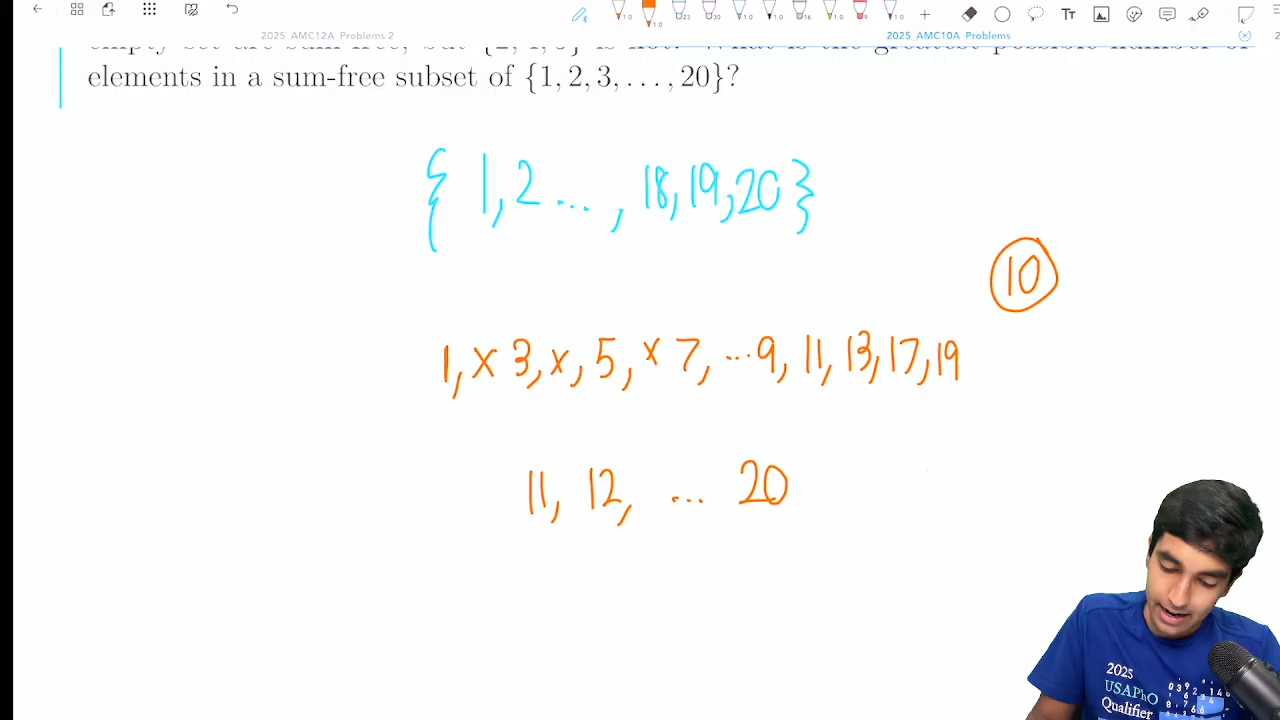 2025 AMC12A Problems 2
2025 AMC10A Problems
elements in a sum-free subset of {1, 2, 3, . . . , 20}?
{ 1, 2 ... , 18, 19, 20 }
10
1, x 3, x, 5, x 7, ... 9, 11, 13, 17, 19
11, 12, ... 20
2025
USAPhO
Qualifier